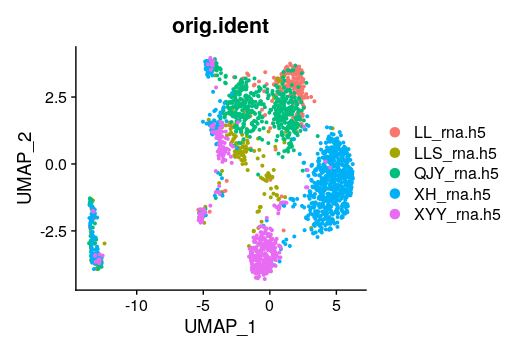 orig.ident
UMAP_2
2.5
0.0
-2.5
-10
-5
0
5
UMAP_1
LL_rna.h5
LLS_rna.h5
QJY_rna.h5
XH_rna.h5
XYY_rna.h5